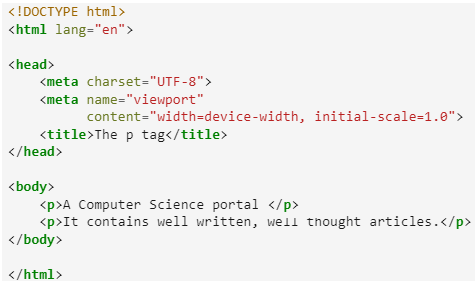 <!DOCTYPE html>
<html lang="en">
<head>
<meta charset="UTF-8">
<meta name="viewport"
content="width=device-width, initial-scale=1.0">
<title>The p tag</title>
</head>
<body>
<p>A Computer Science portal </p>
<p>It contains well written, well thought articles.</p>
</body>
</html>